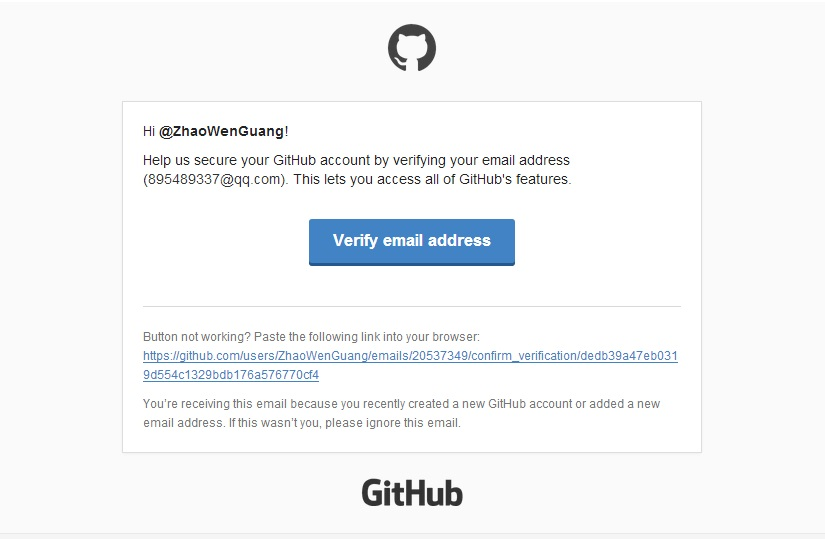 Hi @ZhaoWenGuang!
Help us secure your GitHub account by verifying your email address
(895489337@qq.com). This lets you access all of GitHub's features.
Verify email address
Button not working? Paste the following link into your browser:
https://github.com/users/ZhaoWenGuang/emails/20537349/confirm_verification/dedb39a47eb031
9d554c1329bdb176a576770cf4
You’re receiving this email because you recently created a new GitHub account or added a new
email address. If this wasn’t you, please ignore this email.
GitHub